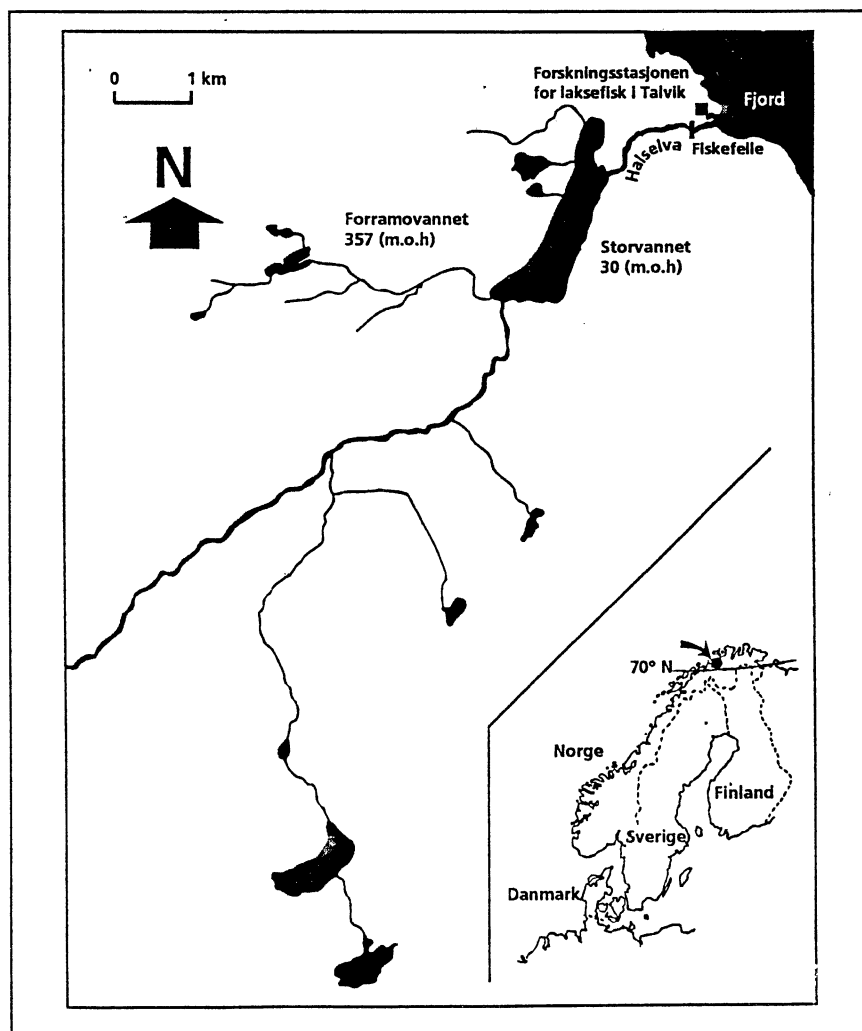 0 1 km
Forskningsstasjonen
for laksefisk i Talvik
Fjord
Halselva
Fiskefelle
N
Forramovannet
357 (m.o.h)
Storvannet
30 (m.o.h)
70° N
Norge
Finland
Sverige
Danmark